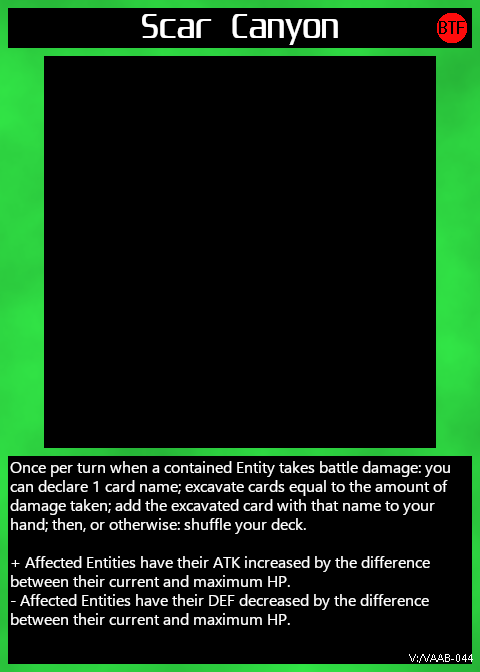 Scar Canyon
BTF
Once per turn when a contained Entity takes battle damage: you
can declare 1 card name; excavate cards equal to the amount of
damage taken; add the excavated card with that name to your
hand; then, or otherwise: shuffle your deck.
+ Affected Entities have their ATK increased by the difference
between their current and maximum HP.
- Affected Entities have their DEF decreased by the difference
between their current and maximum HP.
V:/VAAB-044